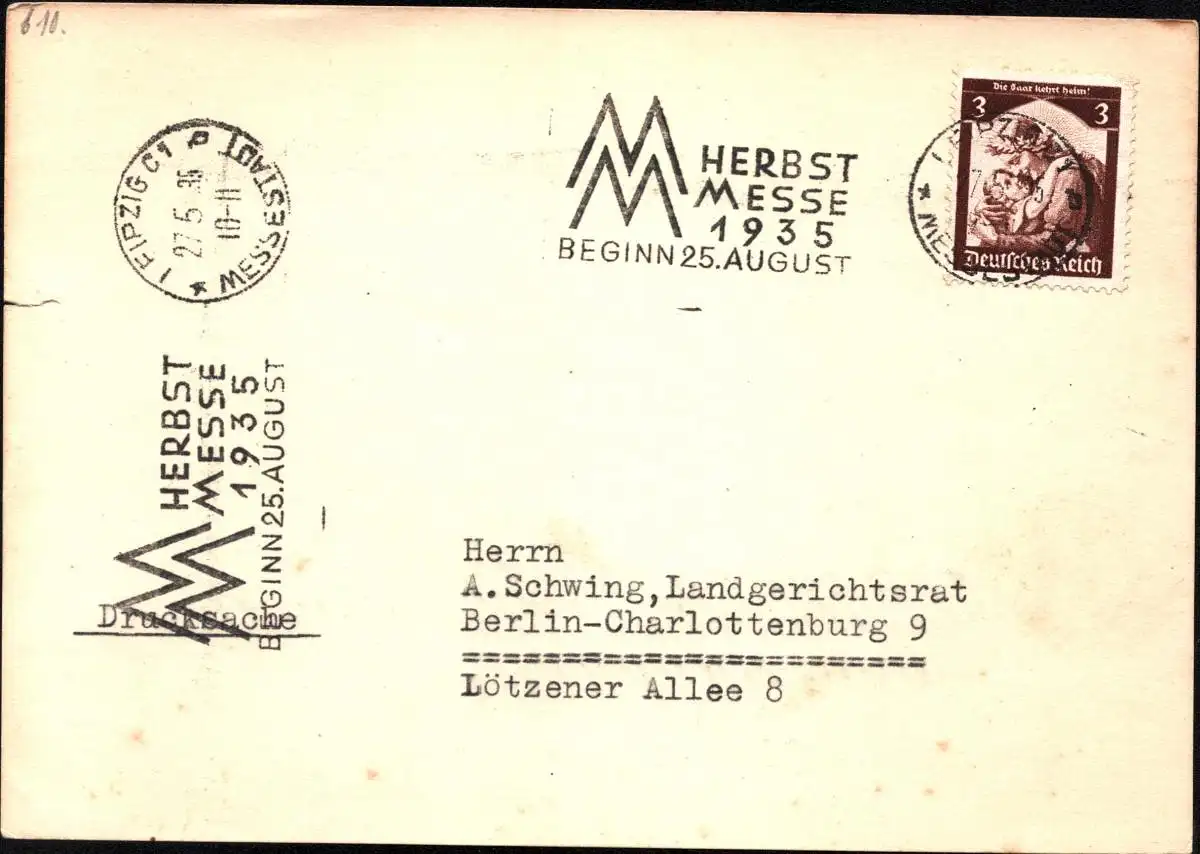 610.
Die Saar kehrt heim!
3 3
Deutsches Reich
HERBST
MESSE
1935
BEGINN 25. AUGUST
LEIPZIG C1 P
MESSESTADT
27.5.35
10-11
HERBST
MESSE
1935
BEGINN 25. AUGUST
Drucksache
Herrn
A.Schwing,Landgerichtsrat
Berlin-Charlottenburg 9
============================
Lötzener Allee 8